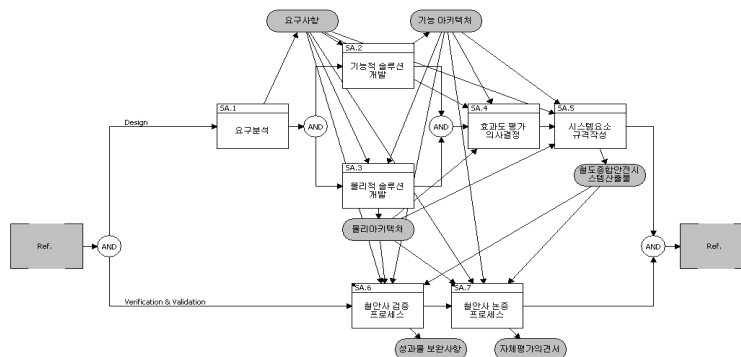 요구사항
기능 아키텍처
SA.2
기능적 솔루션
개발
SA.1
요구분석
SA.4
효과도 평가
의사결정
SA.5
시스템요소
규격작성
Design
AND
AND
SA.3
물리적 솔루션
개발
철도종합안전시
스템산출물
물리아키텍처
Ref.
AND
AND
Ref.
Verification & Validation
SA.6
철안사 검증
프로세스
SA.7
철안사 논증
프로세스
성과물 보완사항
자체평가의견서